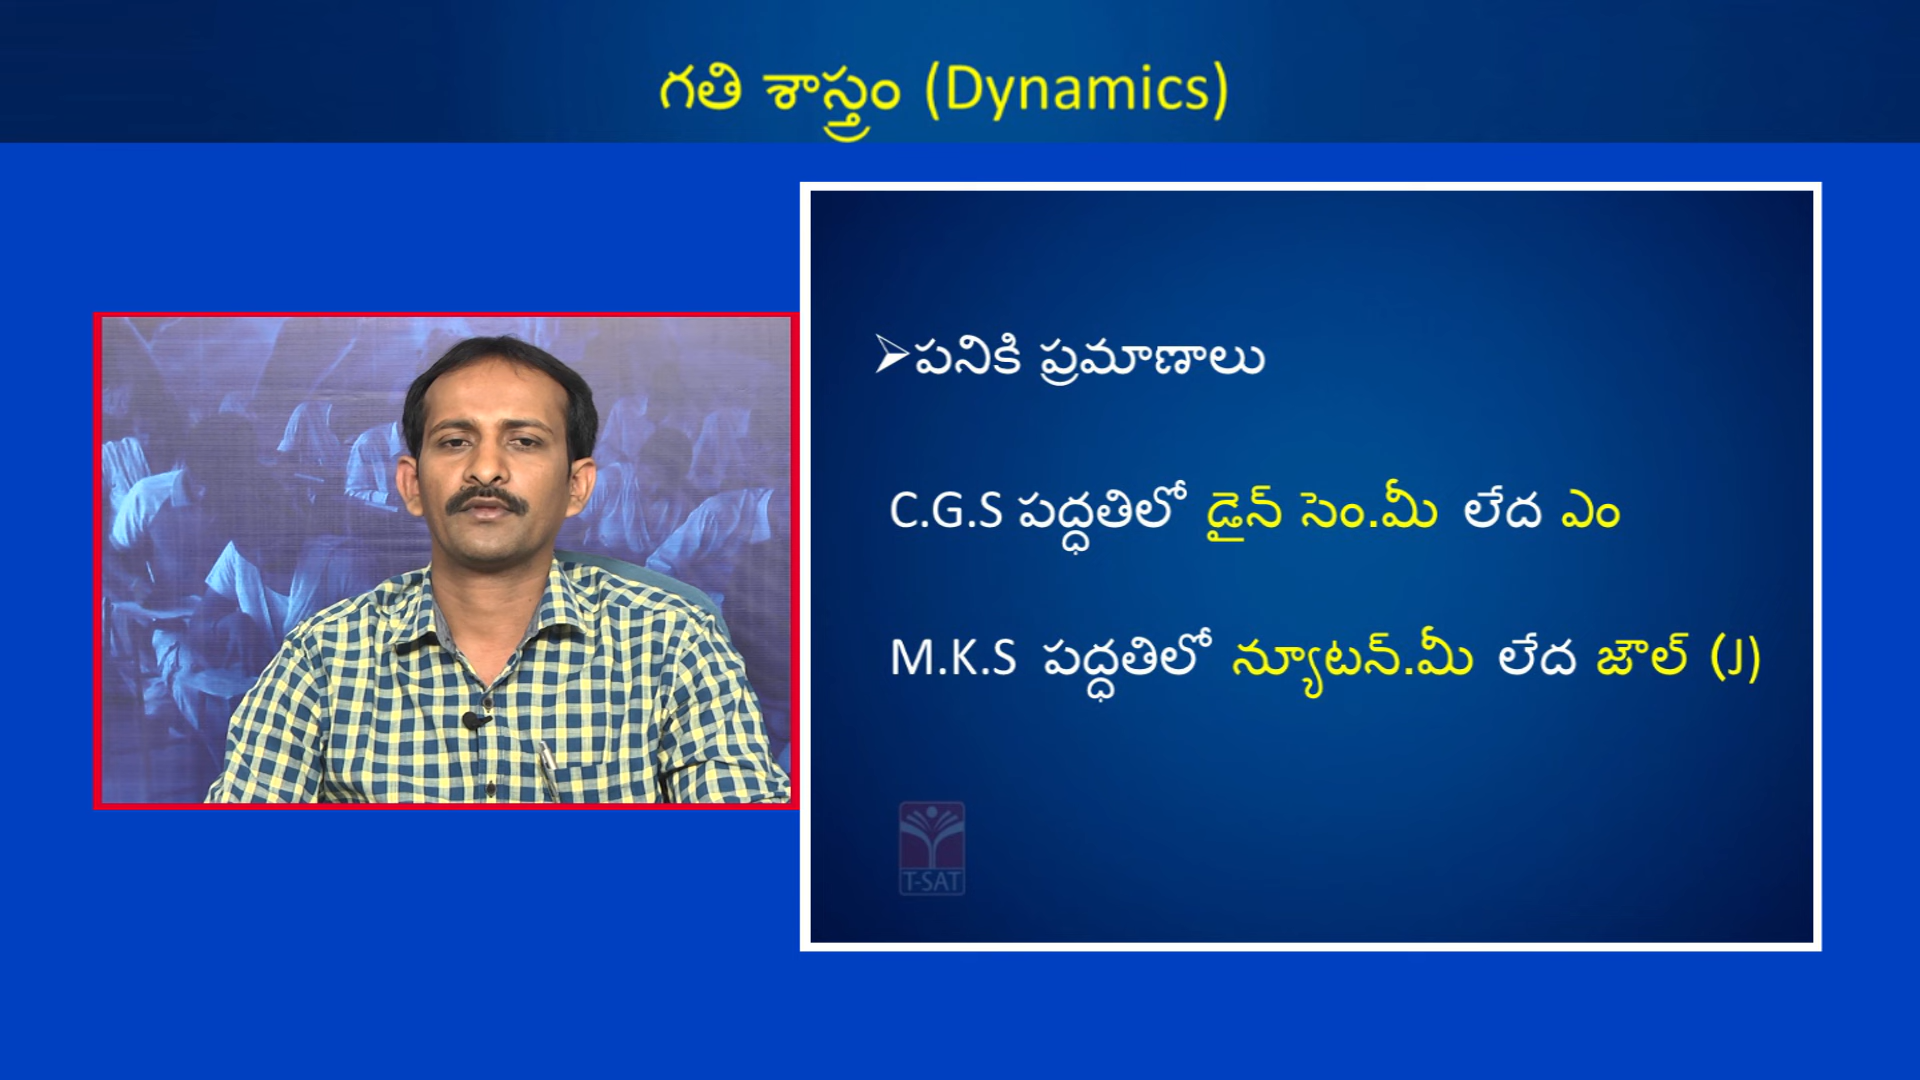 గతి శాస్త్రం (Dynamics)
➢పనికి ప్రమాణాలు
C.G.S పద్ధతిలో డైన్ సెం.మీ లేద ఎం
M.K.S పద్ధతిలో న్యూటన్.మీ లేద జౌల్ (J)
T-SAT